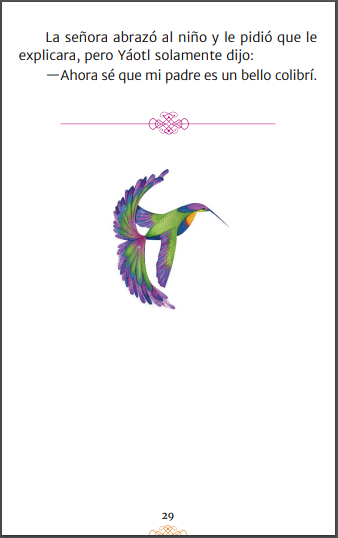 La señora abrazó al niño y le pidió que le
explicara, pero Yáotl solamente dijo:
—Ahora sé que mi padre es un bello colibrí.
29